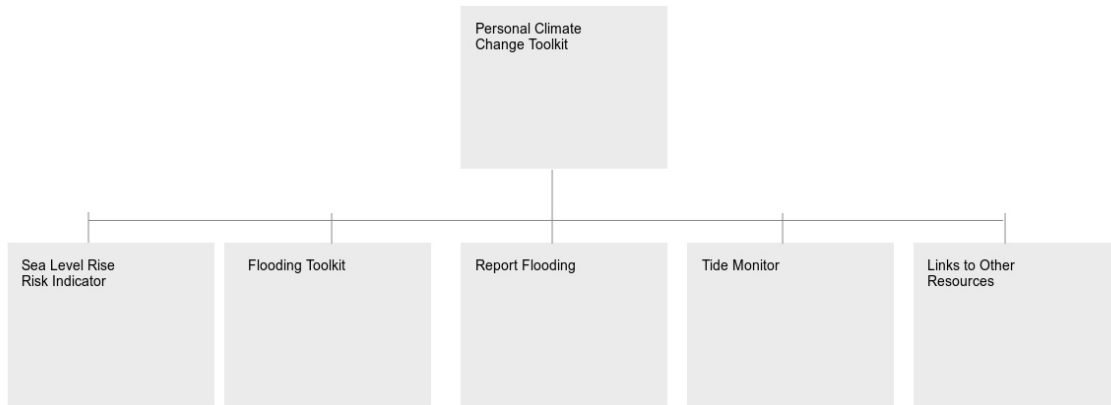 Personal Climate
Change Toolkit
Sea Level Rise
Risk Indicator
Flooding Toolkit
Report Flooding
Tide Monitor
Links to Other
Resources